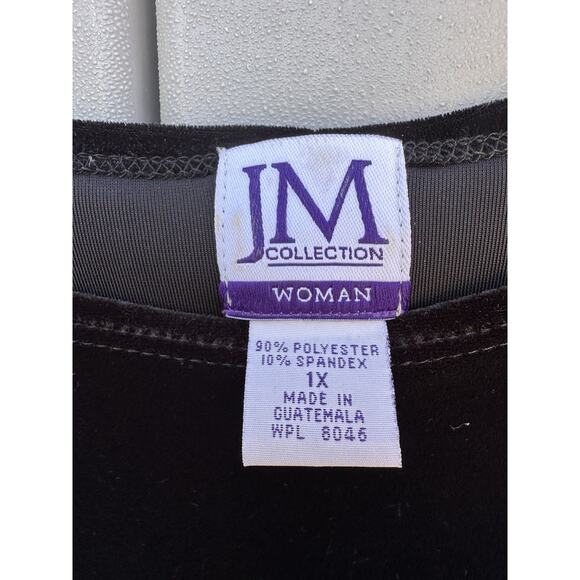 JM
COLLECTION
WOMAN
90% POLYESTER
10% SPANDEX
1X
MADE IN
GUATEMALA
WPL 8046